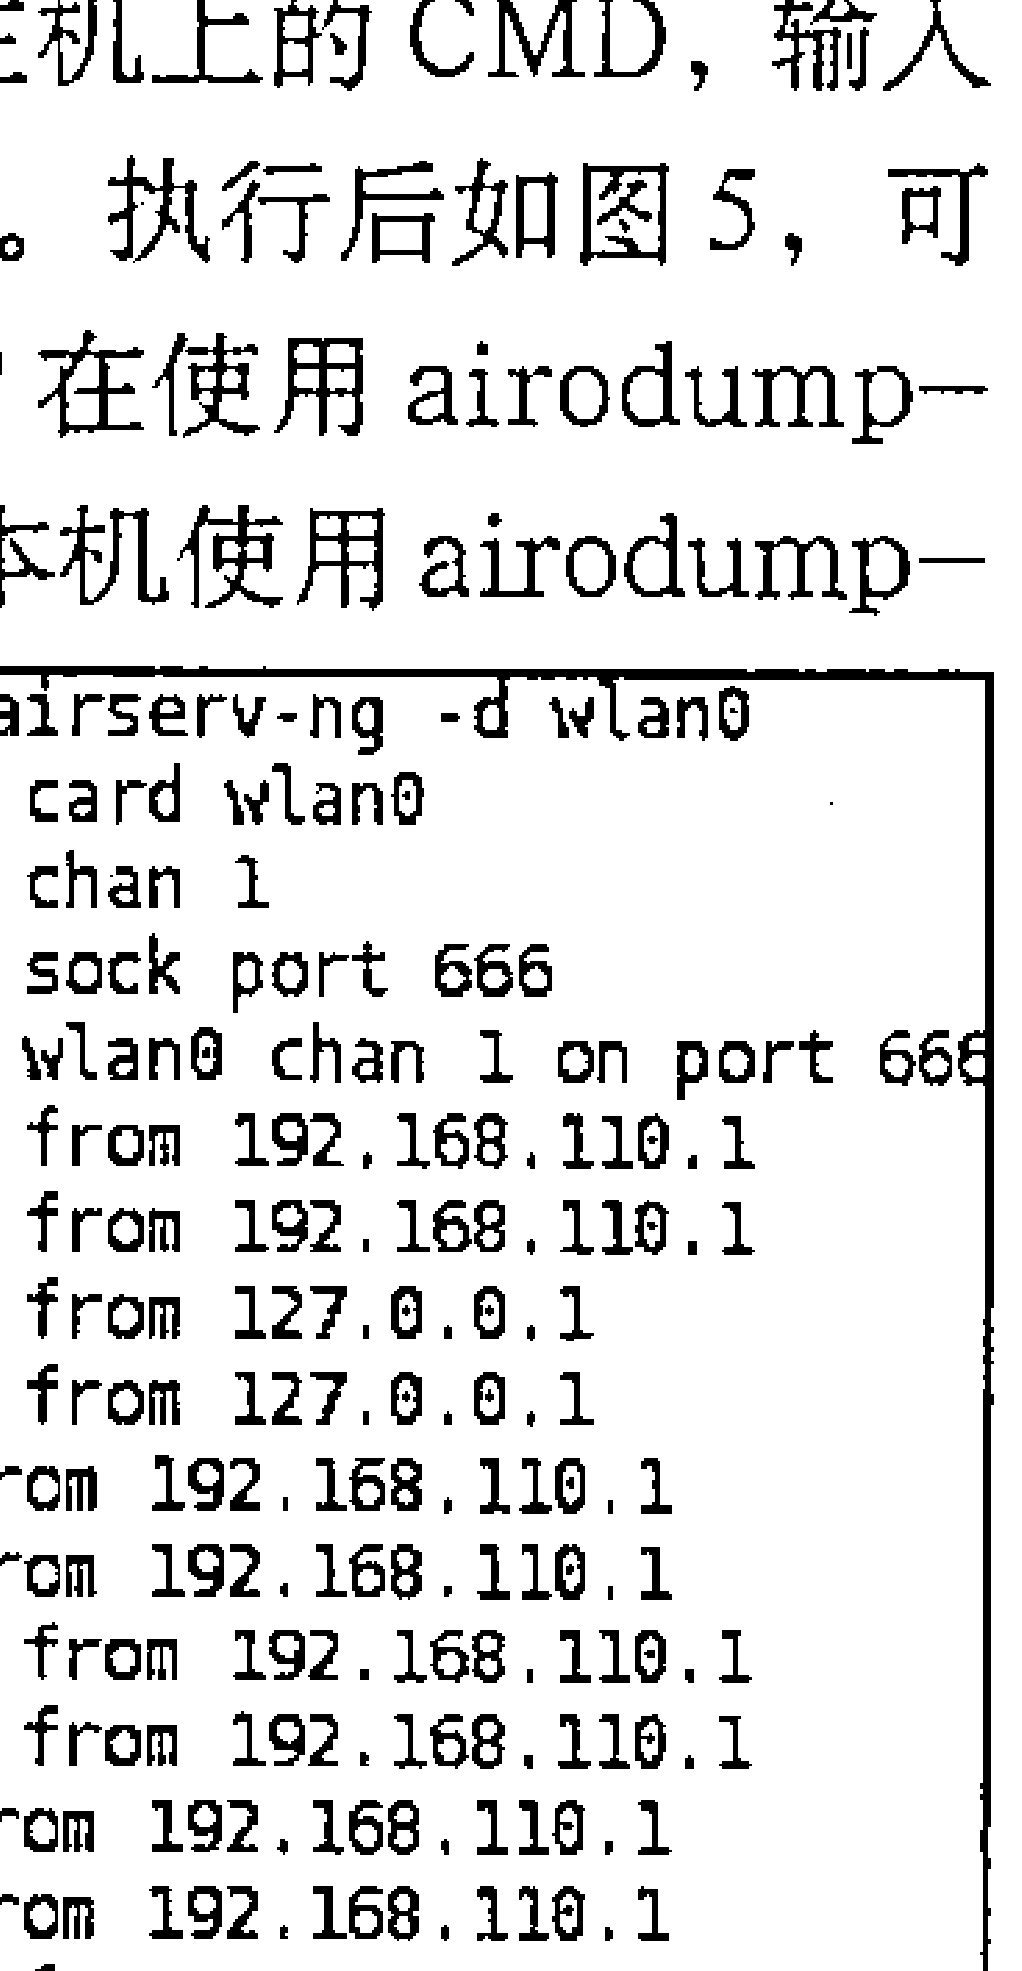 主机上的 CMD，输入
。执行后如图 5，可
在使用 airodump-
本机使用 airodump-
airserv-ng -d wlan0
card wlan0
chan 1
sock port 666
wlan0 chan 1 on port 666
from 192.168.110.1
from 192.168.110.1
from 127.0.0.1
from 127.0.0.1
rom 192.168.110.1
rom 192.168.110.1
from 192.168.110.1
from 192.168.110.1
rom 192.168.110.1
rom 192.168.110.1